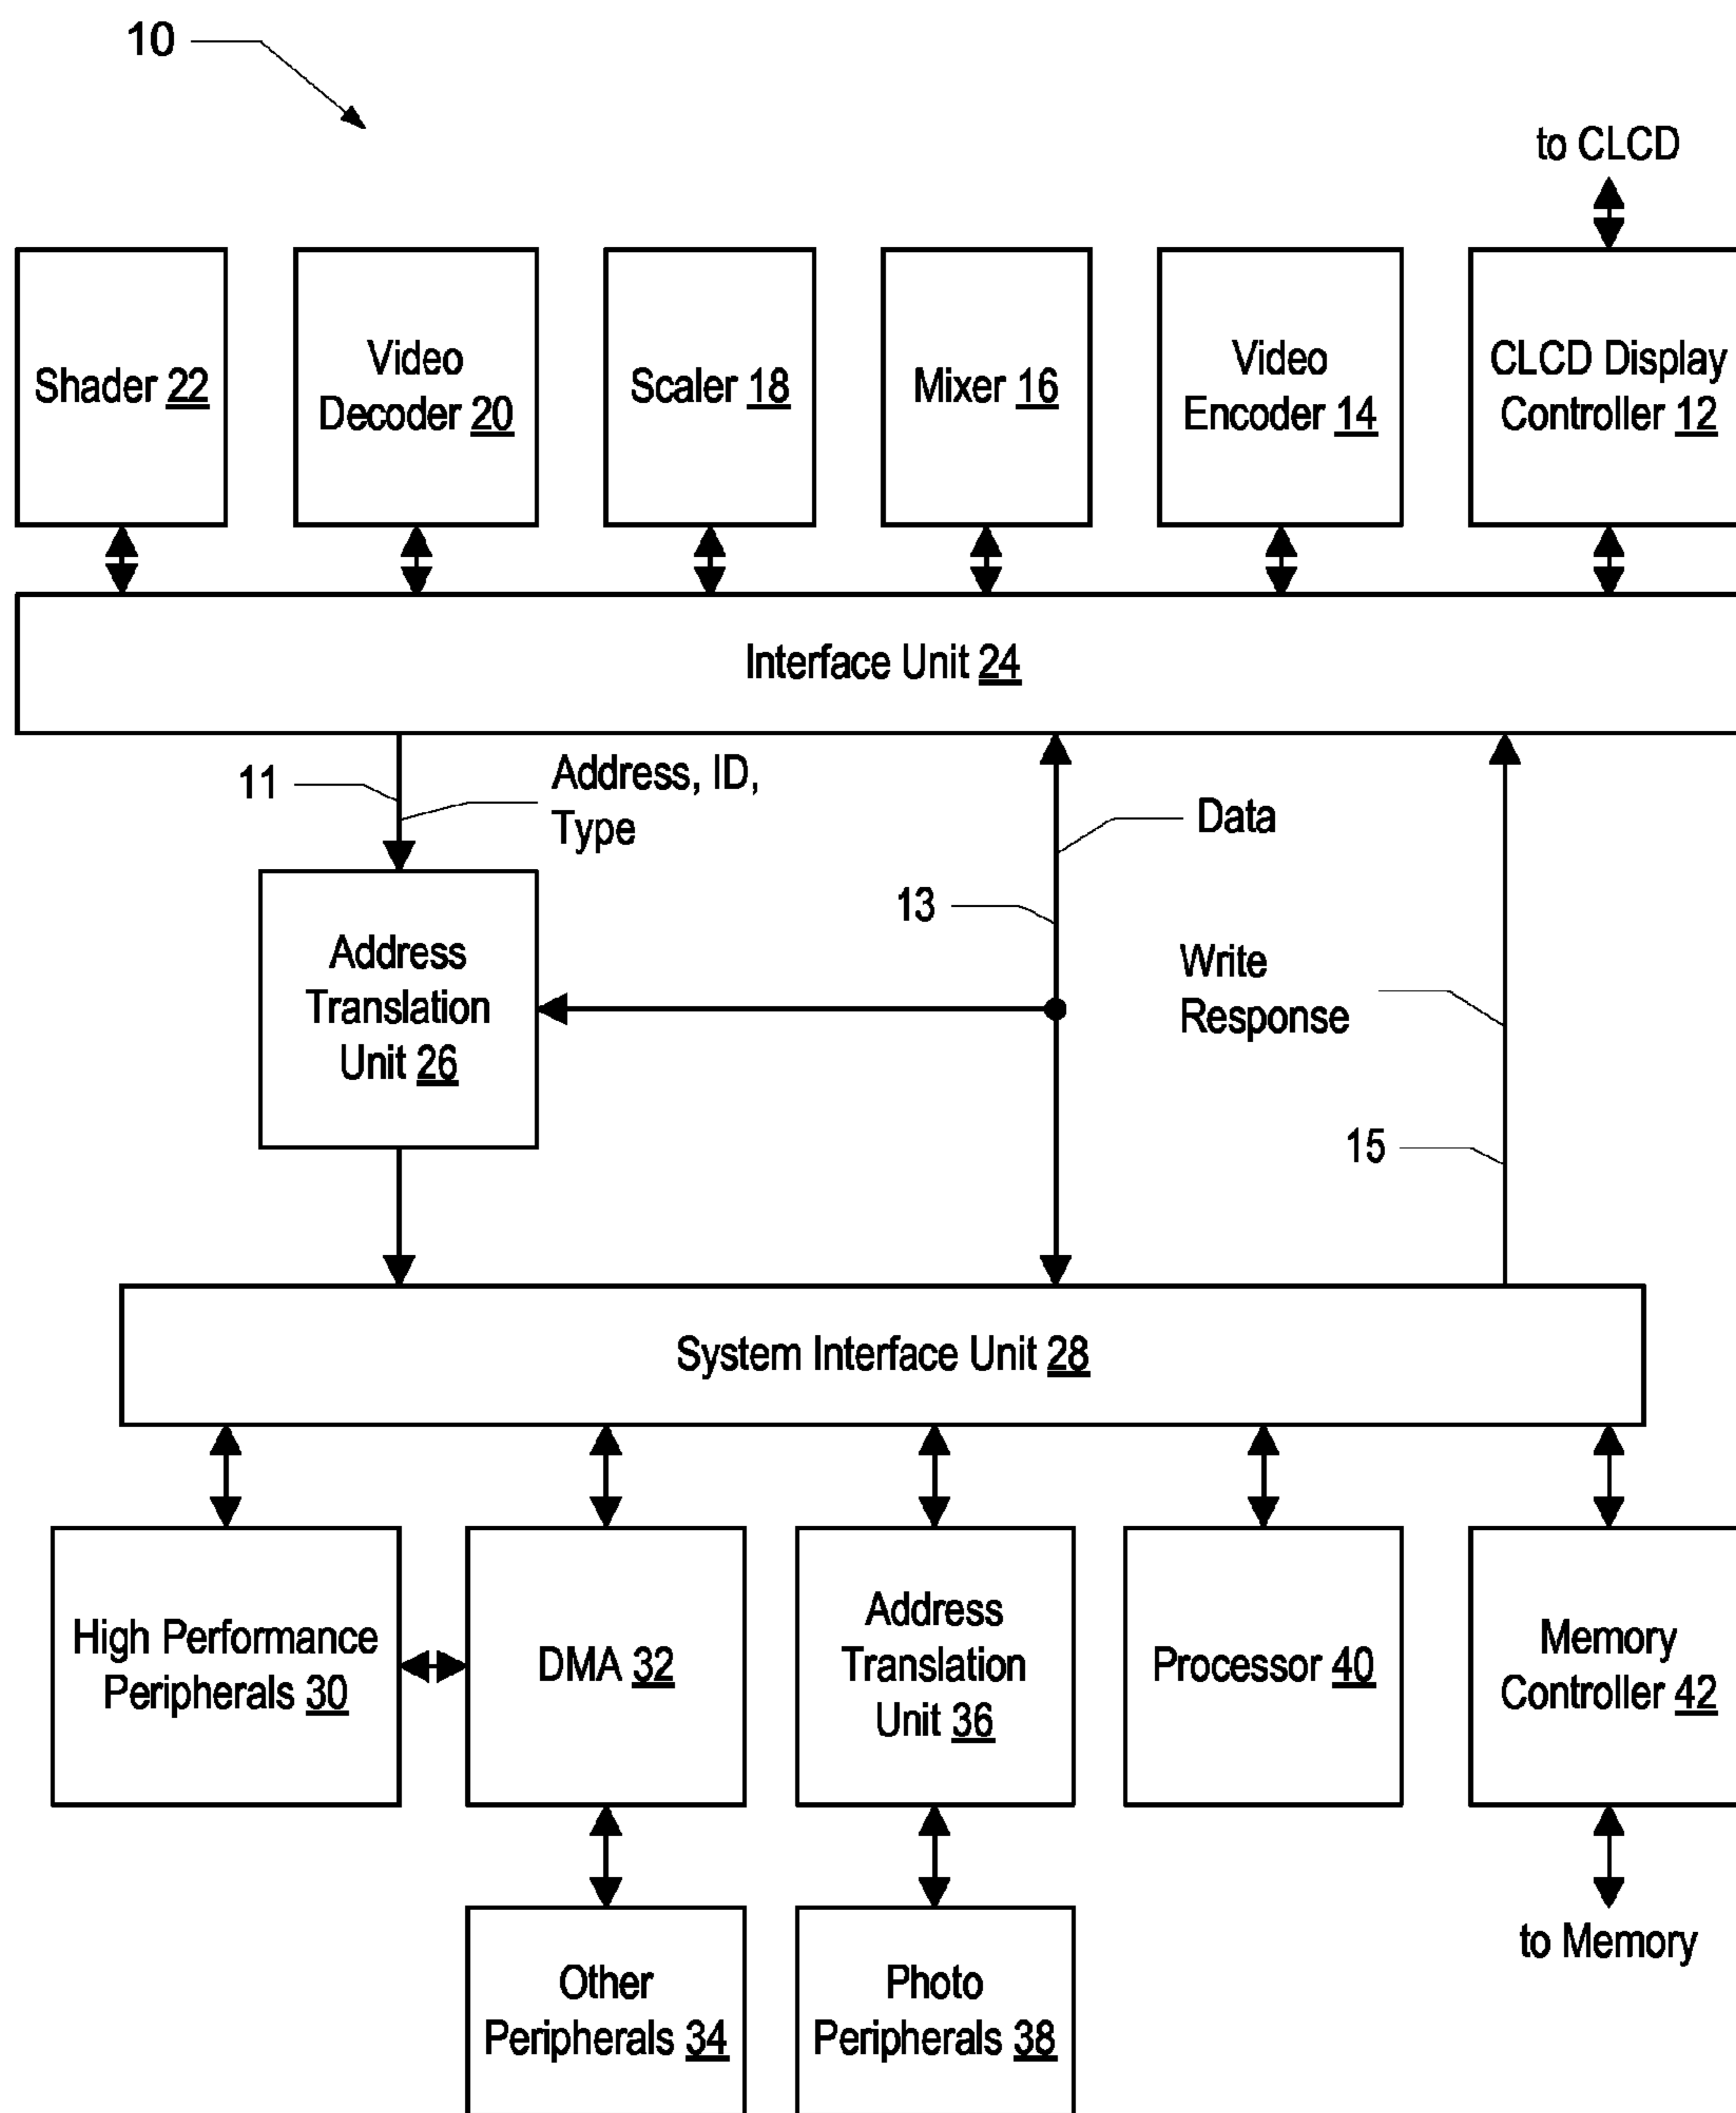 10
to CLCD
Shader 22
Video
Decoder 20
Scaler 18
Mixer 16
Video
Encoder 14
CLCD Display
Controller 12
Interface Unit 24
11
Address, ID,
Type
Data
13
Address
Translation
Unit 26
Write
Response
15
System Interface Unit 28
High Performance
Peripherals 30
DMA 32
Address
Translation
Unit 36
Processor 40
Memory
Controller 42
Other
Peripherals 34
Photo
Peripherals 38
to Memory